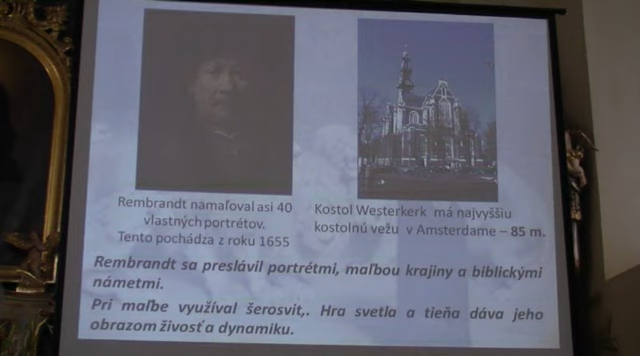 Rembrandt namaľoval asi 40
vlastných portrétov.
Tento pochádza z roku 1655
Kostol Westerkerk má najvyššiu
kostolnú vežu v Amsterdame – 85 m.
Rembrandt sa preslávil portrétmi, maľbou krajiny a biblickými
námetmi.
Pri maľbe využíval šerosvit,. Hra svetla a tieňa dáva jeho
obrazom živosť a dynamiku.